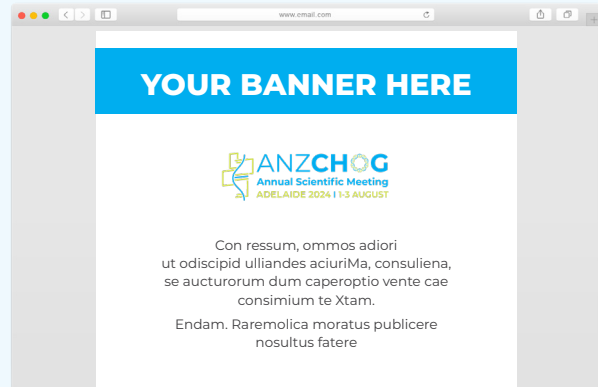 www.email.com
YOUR BANNER HERE
ANZCHOG
Annual Scientific Meeting
ADELAIDE 2024 I 1-3 AUGUST
Con ressum, ommos adiori
ut odiscipid ulliandes aciuriMa, consuliena,
se aucturorum dum caperoptio vente cae
consimium te Xtam.
Endam. Raremolica moratus publicere
nosultus fatere